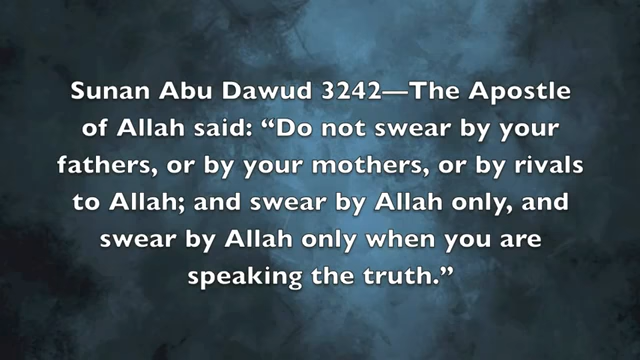 Sunan Abu Dawud 3242—The Apostle
of Allah said: “Do not swear by your
fathers, or by your mothers, or by rivals
to Allah; and swear by Allah only, and
swear by Allah only when you are
speaking the truth.”